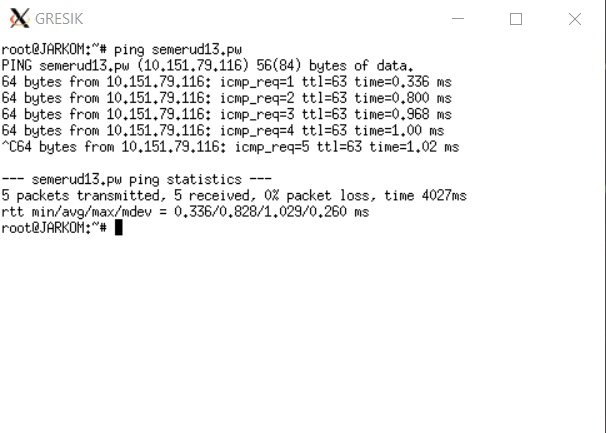 GRESIK
root@JARKOM:~# ping semerud13.pw
PING semerud13.pw (10.151.79.116) 56(84) bytes of data.
64 bytes from 10.151.79.116: icmp_req=1 ttl=63 time=0.336 ms
64 bytes from 10.151.79.116: icmp_req=2 ttl=63 time=0.800 ms
64 bytes from 10.151.79.116: icmp_req=3 ttl=63 time=0.968 ms
64 bytes from 10.151.79.116: icmp_req=4 ttl=63 time=1.00 ms
^C64 bytes from 10.151.79.116: icmp_req=5 ttl=63 time=1.02 ms
--- semerud13.pw ping statistics ---
5 packets transmitted, 5 received, 0% packet loss, time 4027ms
rtt min/avg/max/mdev = 0.336/0.828/1.029/0.260 ms
root@JARKOM:~#